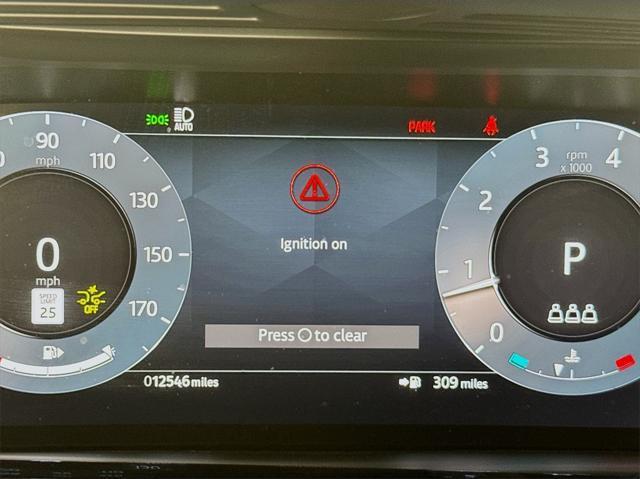 AUTO
PARK
90
mph
110
130
150
170
0
mph
SPEED
LIMIT
25
OFF
Ignition on
Press to clear
012546 miles
309 miles
rpm
x 1000
0
1
2
3
4
P